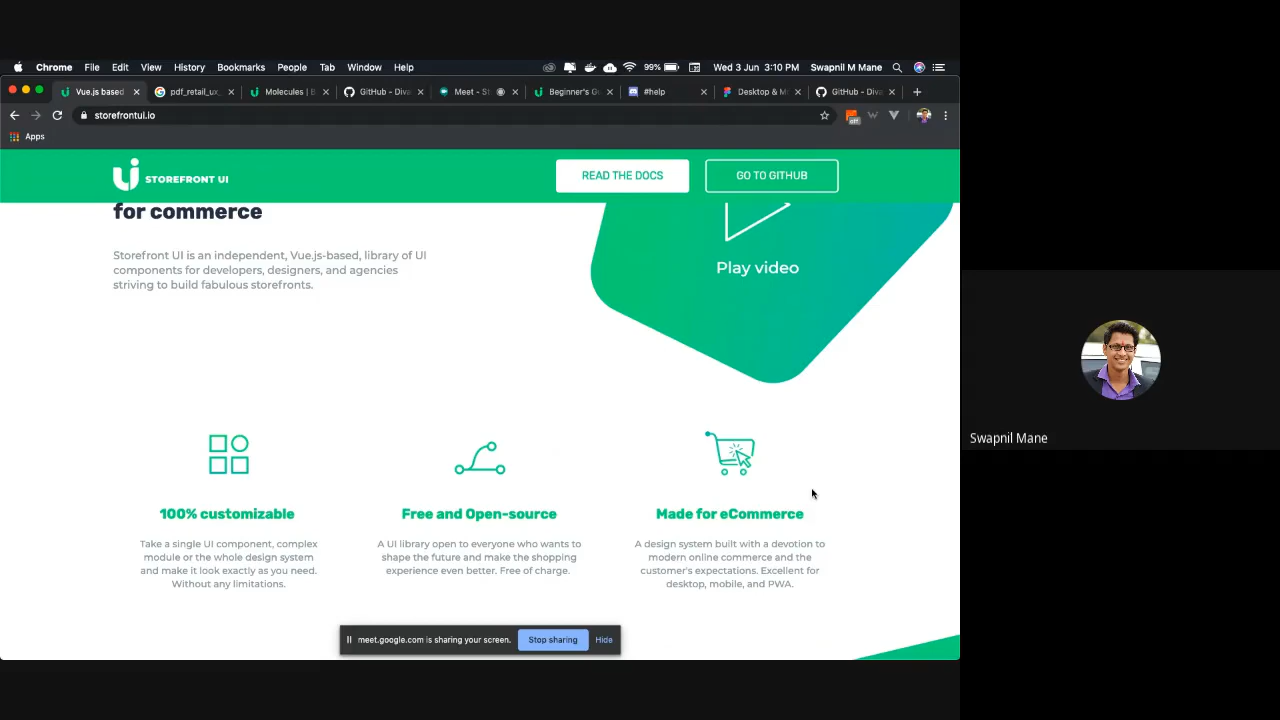 Chrome File Edit View History Bookmarks People Tab Window Help 99% Wed 3 Jun 3:10 PM Swapnil M Mane
Vue.js based pdf_retail_ux_ Molecules | B GitHub - Diva Meet - St Beginner's Gu #help Desktop & M GitHub - Diva
storefrontui.io
Apps
STOREFRONT UI
READ THE DOCS
GO TO GITHUB
for commerce
Storefront UI is an independent, Vue.js-based, library of UI
components for developers, designers, and agencies
striving to build fabulous storefronts.
Play video
100% customizable
Take a single UI component, complex
module or the whole design system
and make it look exactly as you need.
Without any limitations.
Free and Open-source
A UI library open to everyone who wants to
shape the future and make the shopping
experience even better. Free of charge.
Made for eCommerce
A design system built with a devotion to
modern online commerce and the
customer's expectations. Excellent for
desktop, mobile, and PWA.
meet.google.com is sharing your screen. Stop sharing Hide
Swapnil Mane